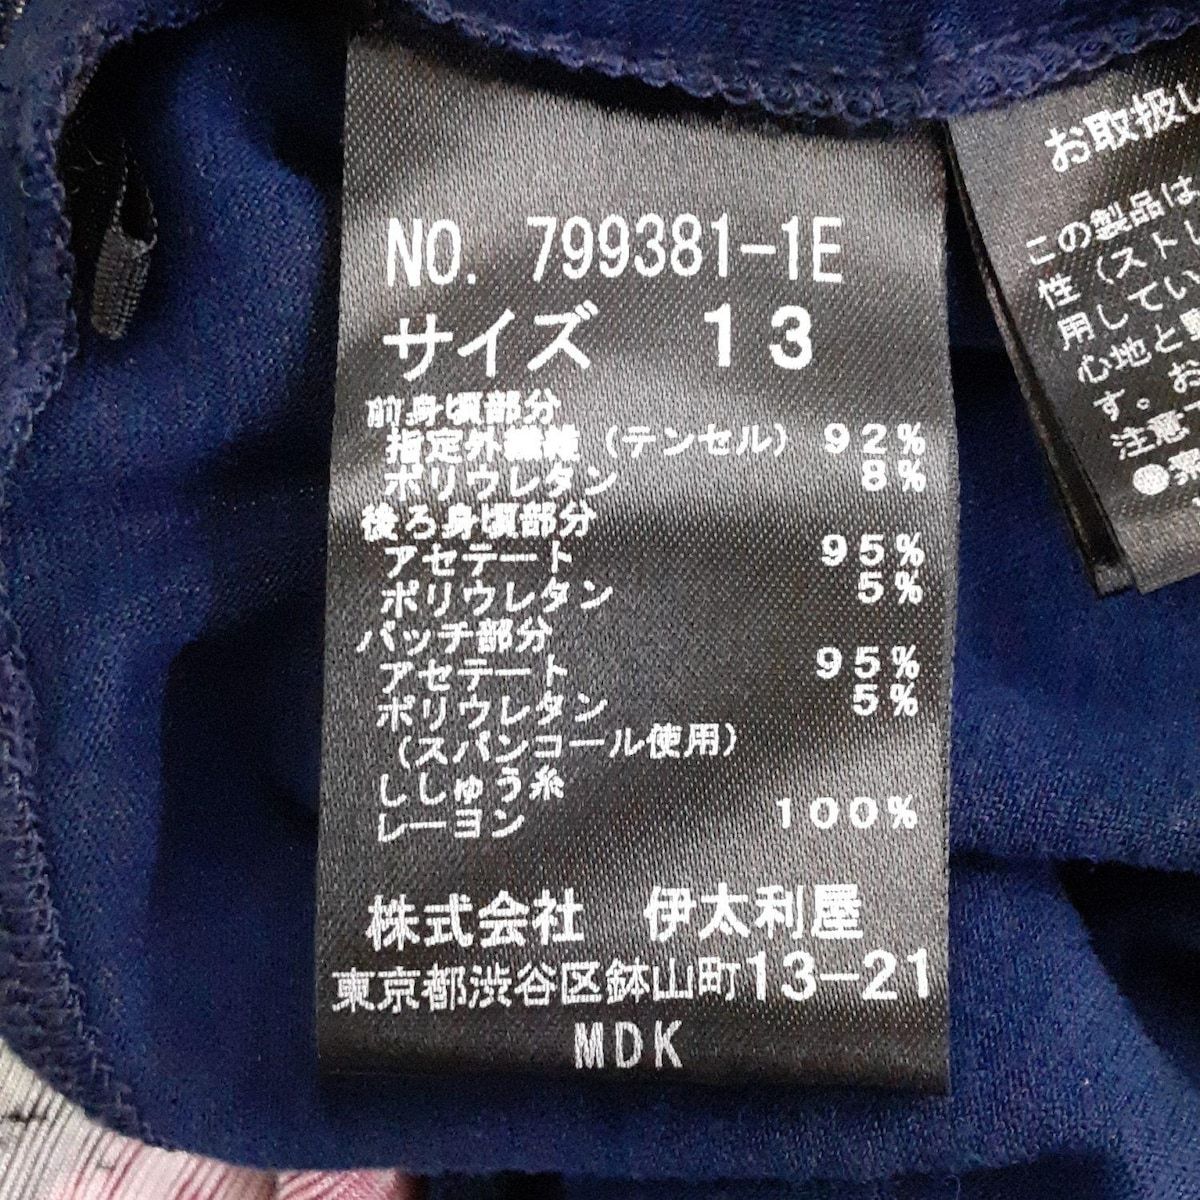 NO. 799381-1E
サイズ 13
前身頃部分
指定外繊維（テンセル） 92%
ポリウレタン 8%
後ろ身頃部分
アセテート 95%
ポリウレタン 5%
パッチ部分
アセテート 95%
ポリウレタン 5%
（スパンコール使用）
ししゅう糸
レーヨン 100%
株式会社 伊太利屋
東京都渋谷区鉢山町13-21
MDK
お取扱い
この製品は
性（ストレ
用してい
心地と
す。お
注意